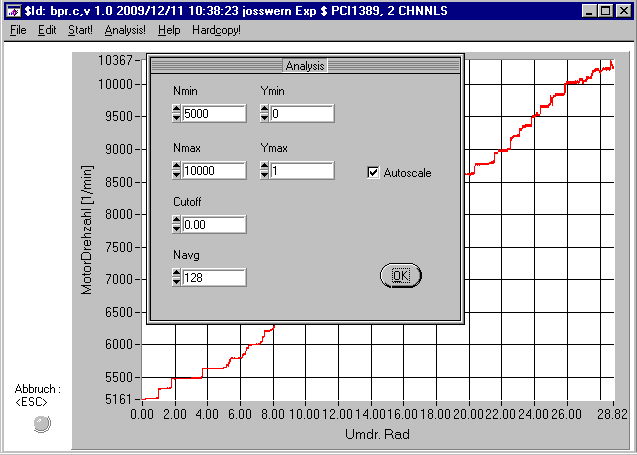 $Id: bpr.c,v 1.0 2009/12/11 10:38:23 josswern Exp $ PCI1389, 2 CHNNLS
File Edit Start! Analysis! Help Hardcopy!
Analysis
Nmin Ymin
5000 0
Nmax Ymax
10000 1
Autoscale
Cutoff
0.00
Navg
128
OK
MotorDrehzahl [1/min]
10367
10000
9500
9000
8500
8000
7500
7000
6500
6000
5500
5161
0.00 2.00 4.00 6.00 8.00 10.00 12.00 14.00 16.00 18.00 20.00 22.00 24.00 26.00 28.82
Umdr. Rad
Abbruch :
<ESC>